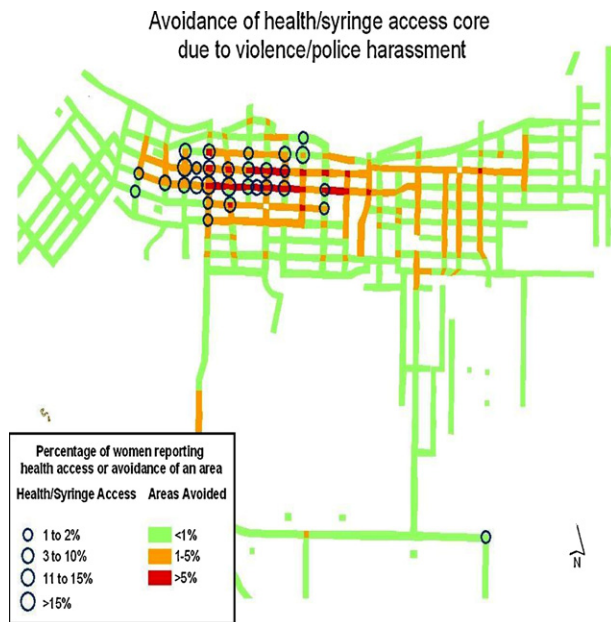 Avoidance of health/syringe access core
due to violence/police harassment
Percentage of women reporting
health access or avoidance of an area
Health/Syringe Access Areas Avoided
1 to 2% <1%
3 to 10% 1-5%
11 to 15% >5%
>15%
N